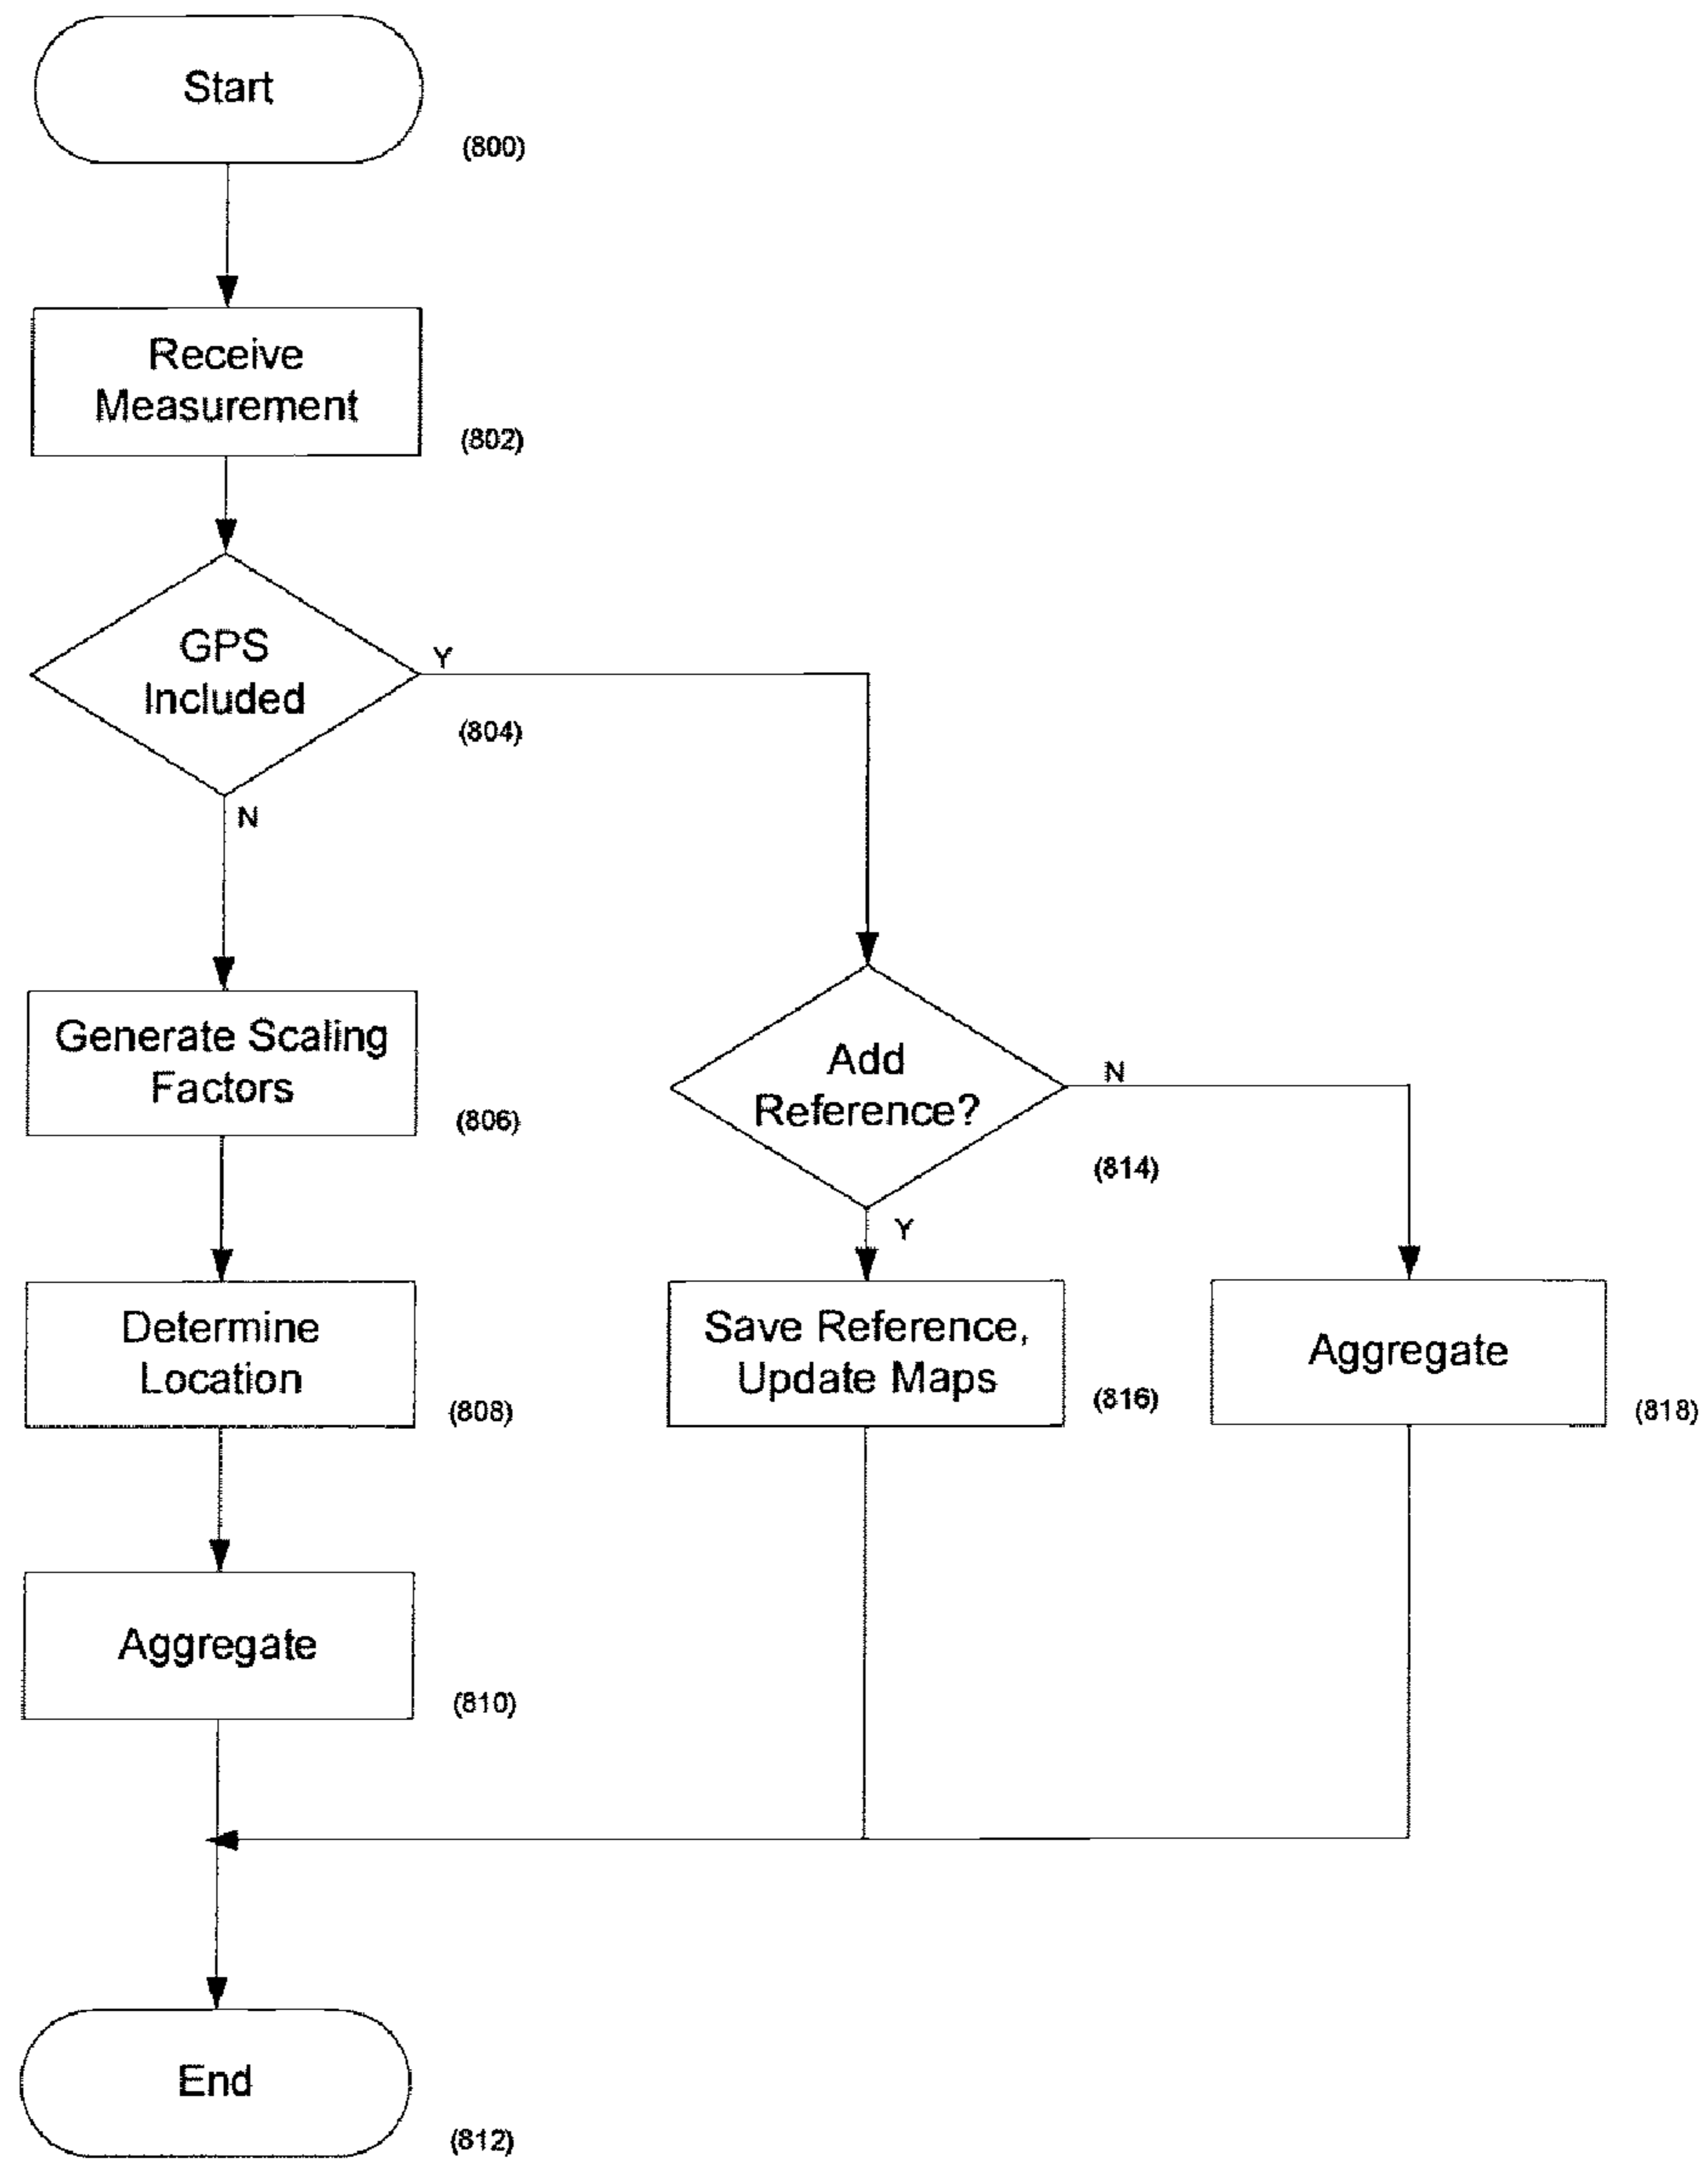 Start
(800)
Receive
Measurement
(802)
GPS
Included
Y
(804)
N
Generate Scaling
Factors
(806)
Add
Reference?
N
(814)
Y
Determine
Location
(808)
Save Reference,
Update Maps
(816)
Aggregate
(818)
Aggregate
(810)
End
(812)